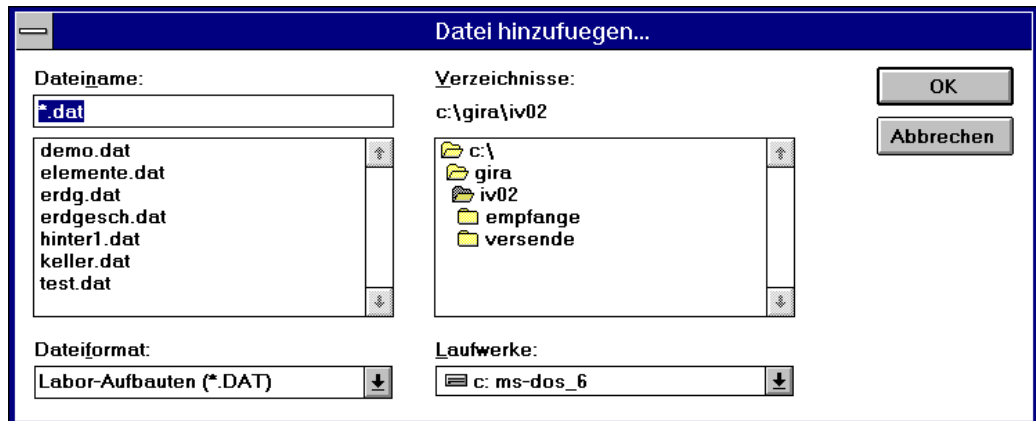 Datei hinzufuegen...
Dateiname:
*.dat
demo.dat
elemente.dat
erdg.dat
erdgesch.dat
hinter1.dat
keller.dat
test.dat
Dateiformat:
Labor-Aufbauten (*.DAT)
Verzeichnisse:
c:\gira\iv02
c:\
gira
iv02
empfange
versende
Laufwerke:
c: ms-dos_6
OK
Abbrechen